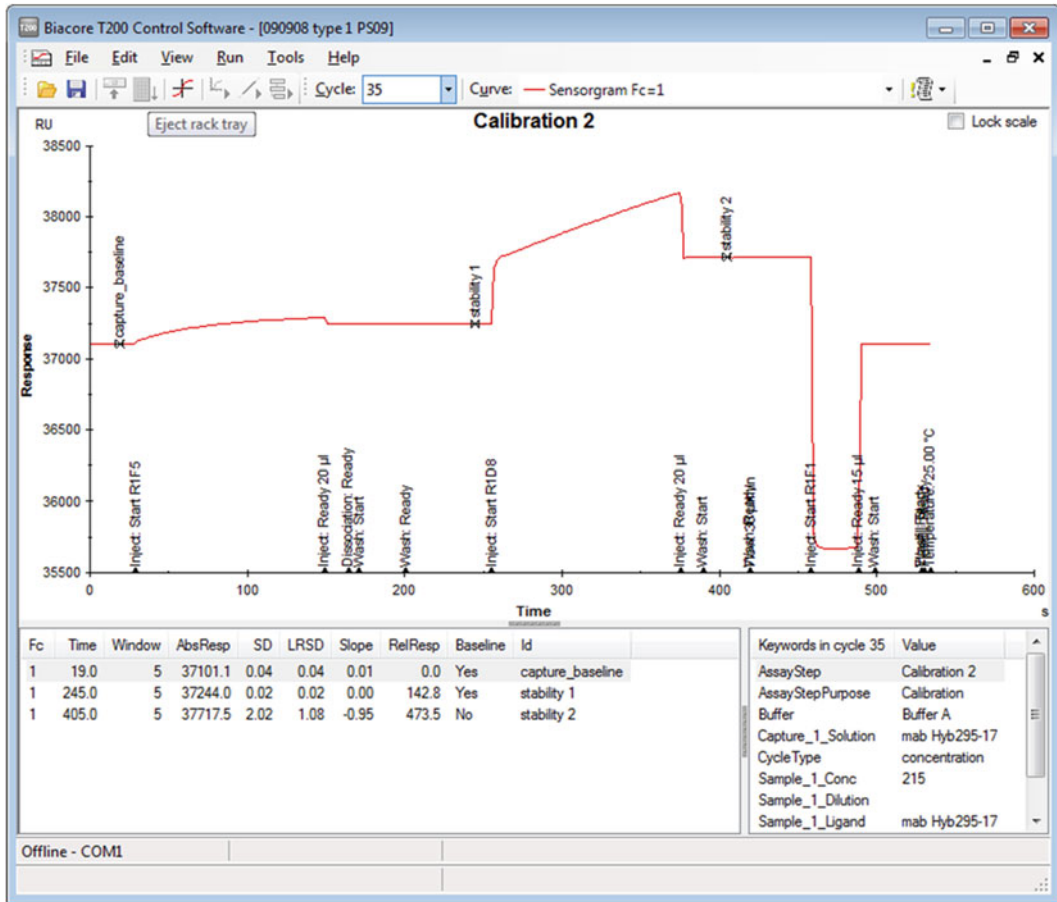 T200 Biacore T200 Control Software - [090908 type 1 PS09]
File Edit View Run Tools Help
Cycle: 35 Curve: Sensorgram Fc=1
RU
Eject rack tray
Calibration 2
Lock scale
38500
38000
37500
37000
36500
36000
35500
Response
capture_baseline
stability 1
stability 2
Inject: Start R1F5
Inject: Ready 20 µl
Dissociation: Ready
Wash: Start
Wash: Ready
Inject: Start R1D8
Inject: Ready 20 µl
Wash: Start
Inject: Start R1F1
Inject: Ready 15 µl
Wash: Start
Temperature: 25.00 °C
0 100 200 300 400 500 600
Time s
Fc Time Window AbsResp SD LRSD Slope RelResp Baseline Id
1 19.0 5 37101.1 0.04 0.04 0.01 0.0 Yes capture_baseline
1 245.0 5 37244.0 0.02 0.02 0.00 142.8 Yes stability 1
1 405.0 5 37717.5 2.02 1.08 -0.95 473.5 No stability 2
Keywords in cycle 35 Value
AssayStep Calibration 2
AssayStepPurpose Calibration
Buffer Buffer A
Capture_1_Solution mab Hyb295-17
CycleType concentration
Sample_1_Conc 215
Sample_1_Dilution
Sample_1_Ligand mab Hyb295-17
Offline - COM1